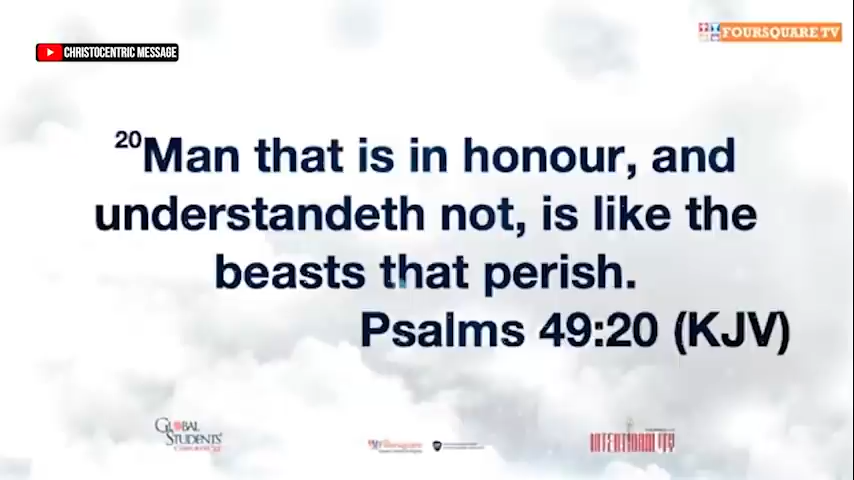 CHRISTOCENTRIC MESSAGE
FOURSQUARE TV
20Man that is in honour, and
understandeth not, is like the
beasts that perish.
Psalms 49:20 (KJV)
GLOBAL
STUDENTS'
INTENTIONALITY